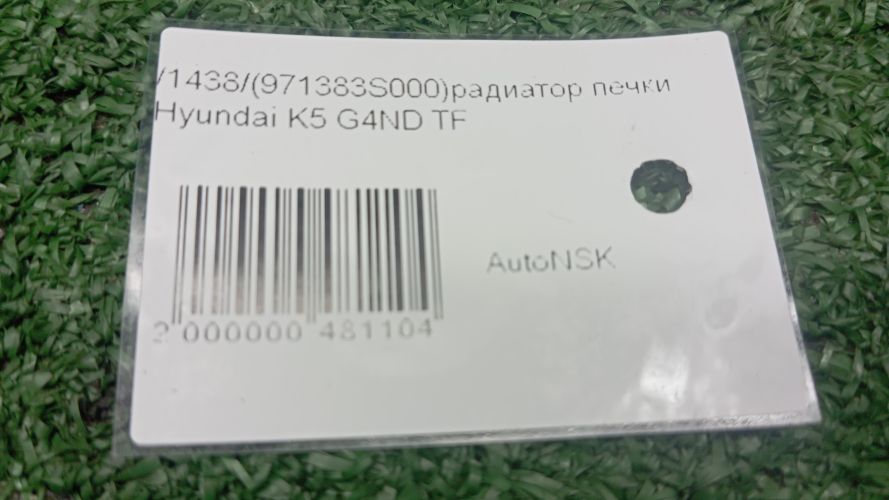 /1438/(971383S000)радиатор печки
Hyundai K5 G4ND TF
AutoNSK
2 000000 481104